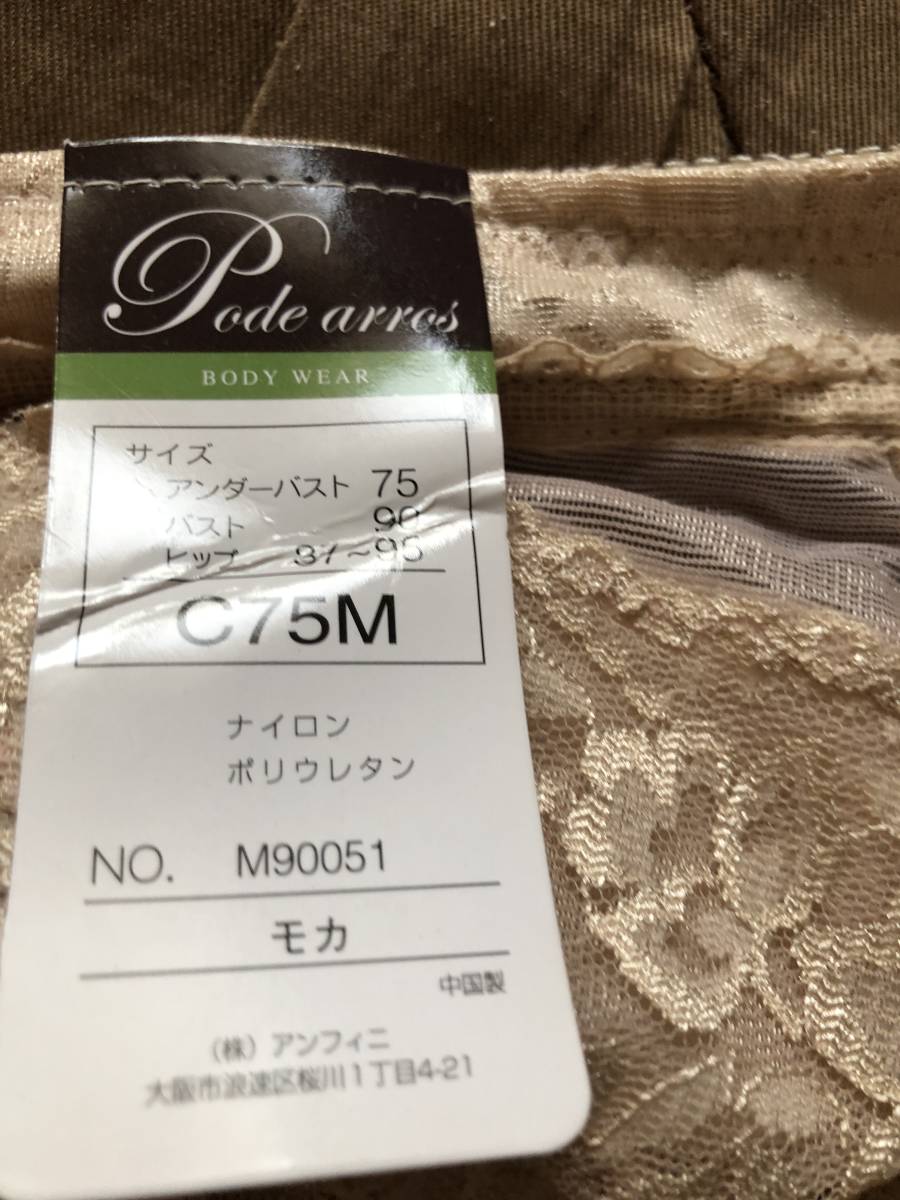 Pode arros
BODY WEAR
サイズ
アンダーバスト 75
バスト 90
ヒップ 87～95
C75M
ナイロン
ポリウレタン
NO. M90051
モカ
中国製
(株) アンフィニ
大阪市浪速区桜川1丁目4-21